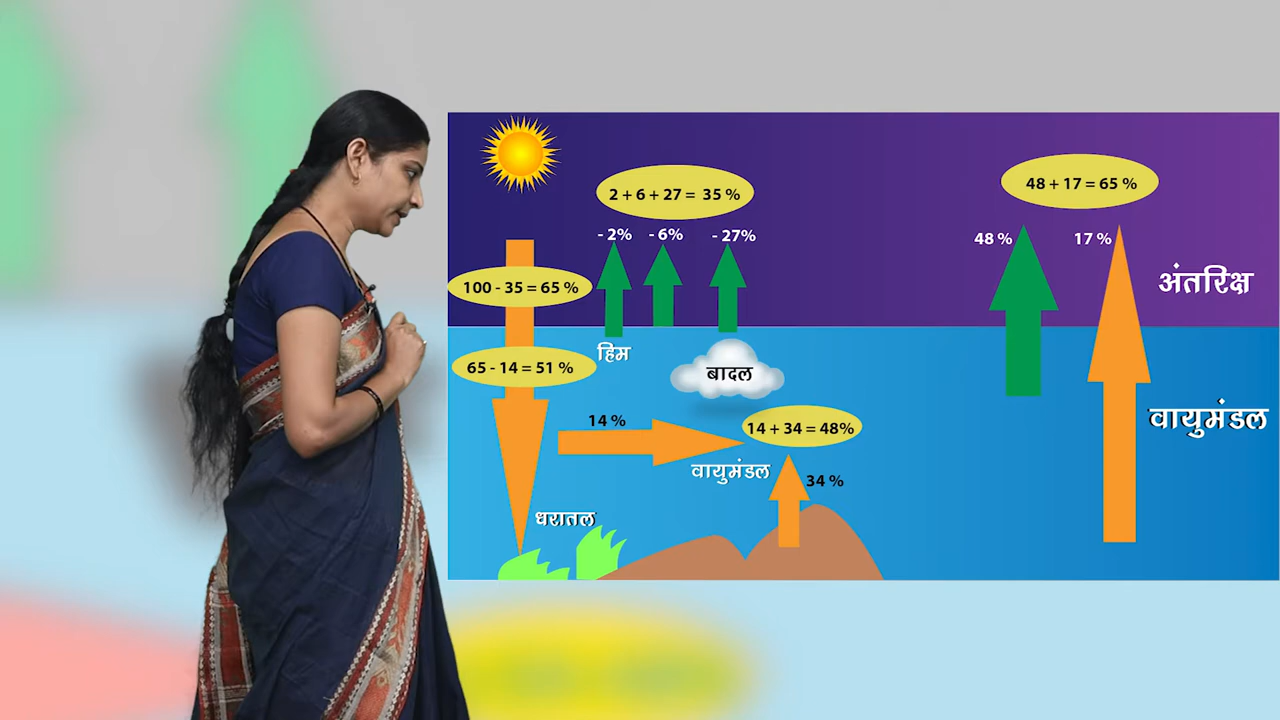 2 + 6 + 27 = 35 %
48 + 17 = 65 %
- 2%
- 6%
- 27%
48 %
17 %
100 - 35 = 65 %
अंतरिक्ष
हिम
65 - 14 = 51 %
बादल
14 %
14 + 34 = 48%
वायुमंडल
वायुमंडल
34 %
धरातल